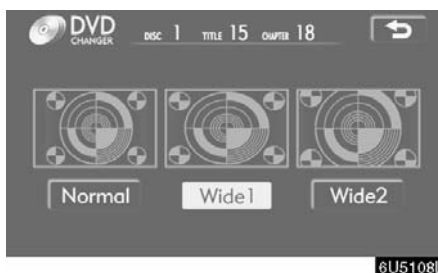 DVD CHANGER DISC 1 TITLE 15 CHAPTER 18
Normal Wide1 Wide2
6U5108I